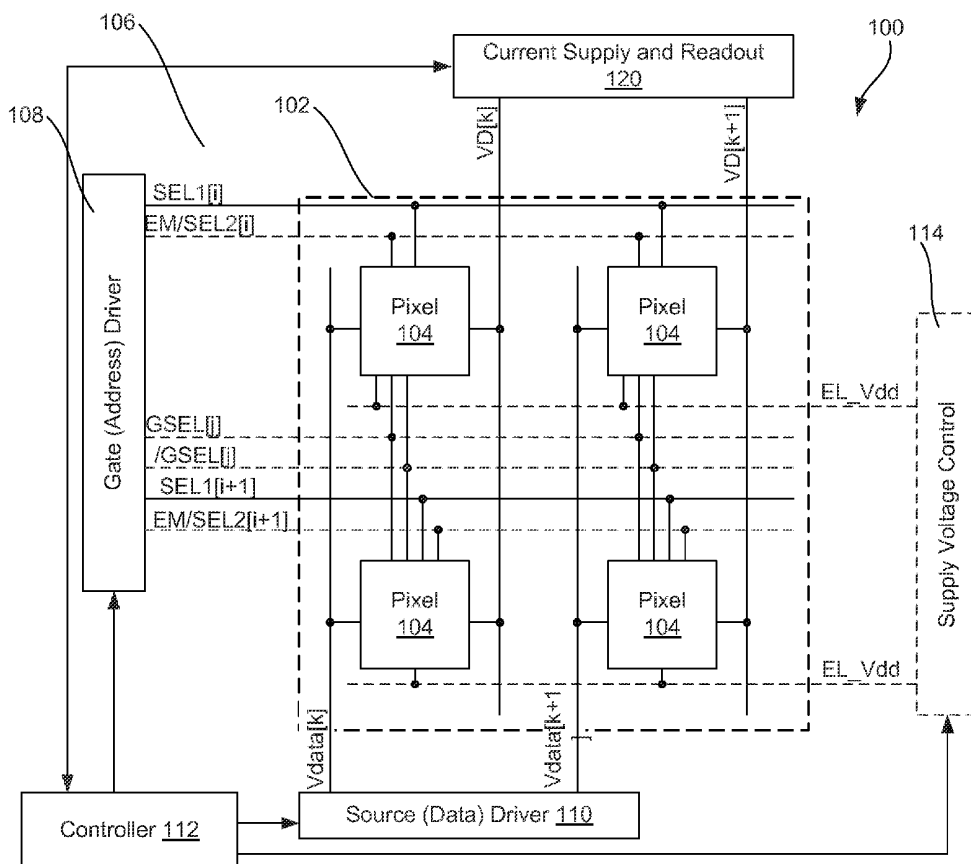 106
Current Supply and Readout
120
100
108
102
VD[k]
VD[k+1]
SEL1[i]
EM/SEL2[i]
114
Pixel
104
Pixel
104
Gate (Address) Driver
EL_Vdd
GSEL[j]
/GSEL[j]
SEL1[i+1]
EM/SEL2[i+1]
Supply Voltage Control
Pixel
104
Pixel
104
EL_Vdd
Vdata[k]
Vdata[k+1
]
Controller 112
Source (Data) Driver 110